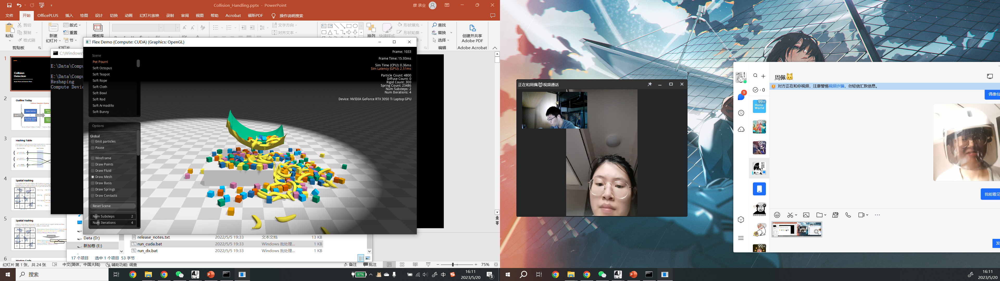 Collision_Handling.pptx - PowerPoint
廖 承业
文件 开始 OfficePLUS 插入 绘图 设计 切换 动画 幻灯片放映 录制 审阅 视图 帮助 Acrobat 福昕PDF 操作说明搜索
粘贴
剪切
复制
格式刷
剪贴板
新建
幻灯片
版式
重置
节
幻灯片
模板库
文字方向
对齐文本
排列
快速样式
形状填充
形状轮廓
查找
替换
选择
编辑
创建并共享
Adobe PDF
Adobe Acrobat
1
Collision
Detection
2
Outline Today
3
Hashing Table
4
Spatial Hashing
5
Spatial Hashing
6
C:\Windows\
E:\Data\Compu
E:\Data\Compu
Reshaping
Compute Devic
Flex Demo (Compute: CUDA) (Graphics: OpenGL)
Scene
Pot Pourri
Soft Octopus
Soft Teapot
Soft Rope
Soft Cloth
Soft Bowl
Soft Rod
Soft Armadillo
Soft Bunny
Options
Global
Emit particles
Pause
Wireframe
Draw Points
Draw Fluid
Draw Mesh
Draw Basis
Draw Springs
Draw Contacts
Reset Scene
Num Substeps 2
Num Iterations 4
Frame: 1033
Frame Time: 15.93ms
Sim Time (CPU): 0.36ms
Sim Latency (GPU): 2.51ms
Particle Count: 4800
Diffuse Count: 0
Rigid Count: 300
Spring Count: 23486
Num Substeps: 2
Num Iterations: 4
Device: NVIDIA GeForce RTX 3050 Ti Laptop GPU
Data (D:)
新加卷 (E:)
release_notes.txt 2022/5/5 19:33 文本文档 13 KB
run_cuda.bat 2022/5/5 19:33 Windows 批处理... 1 KB
run_dx.bat 2022/5/5 19:33 Windows 批处理... 1 KB
17 个项目 选中 1 个项目 53 字节
幻灯片 第 1 张，共 24 张 中文(简体，中国大陆) 辅助功能: 调查
备注 批注 75%
搜索
97%
中
16:11
2023/5/20
3
正在和周佩视频通话
周佩
对方正在和你视频，注意警惕视频诈骗，勿轻信汇款信息。
9
0
99+
Hello
World
99+
99+
99+
99+
99+
偶像包
我能看见
发
16:11
2023/5/20